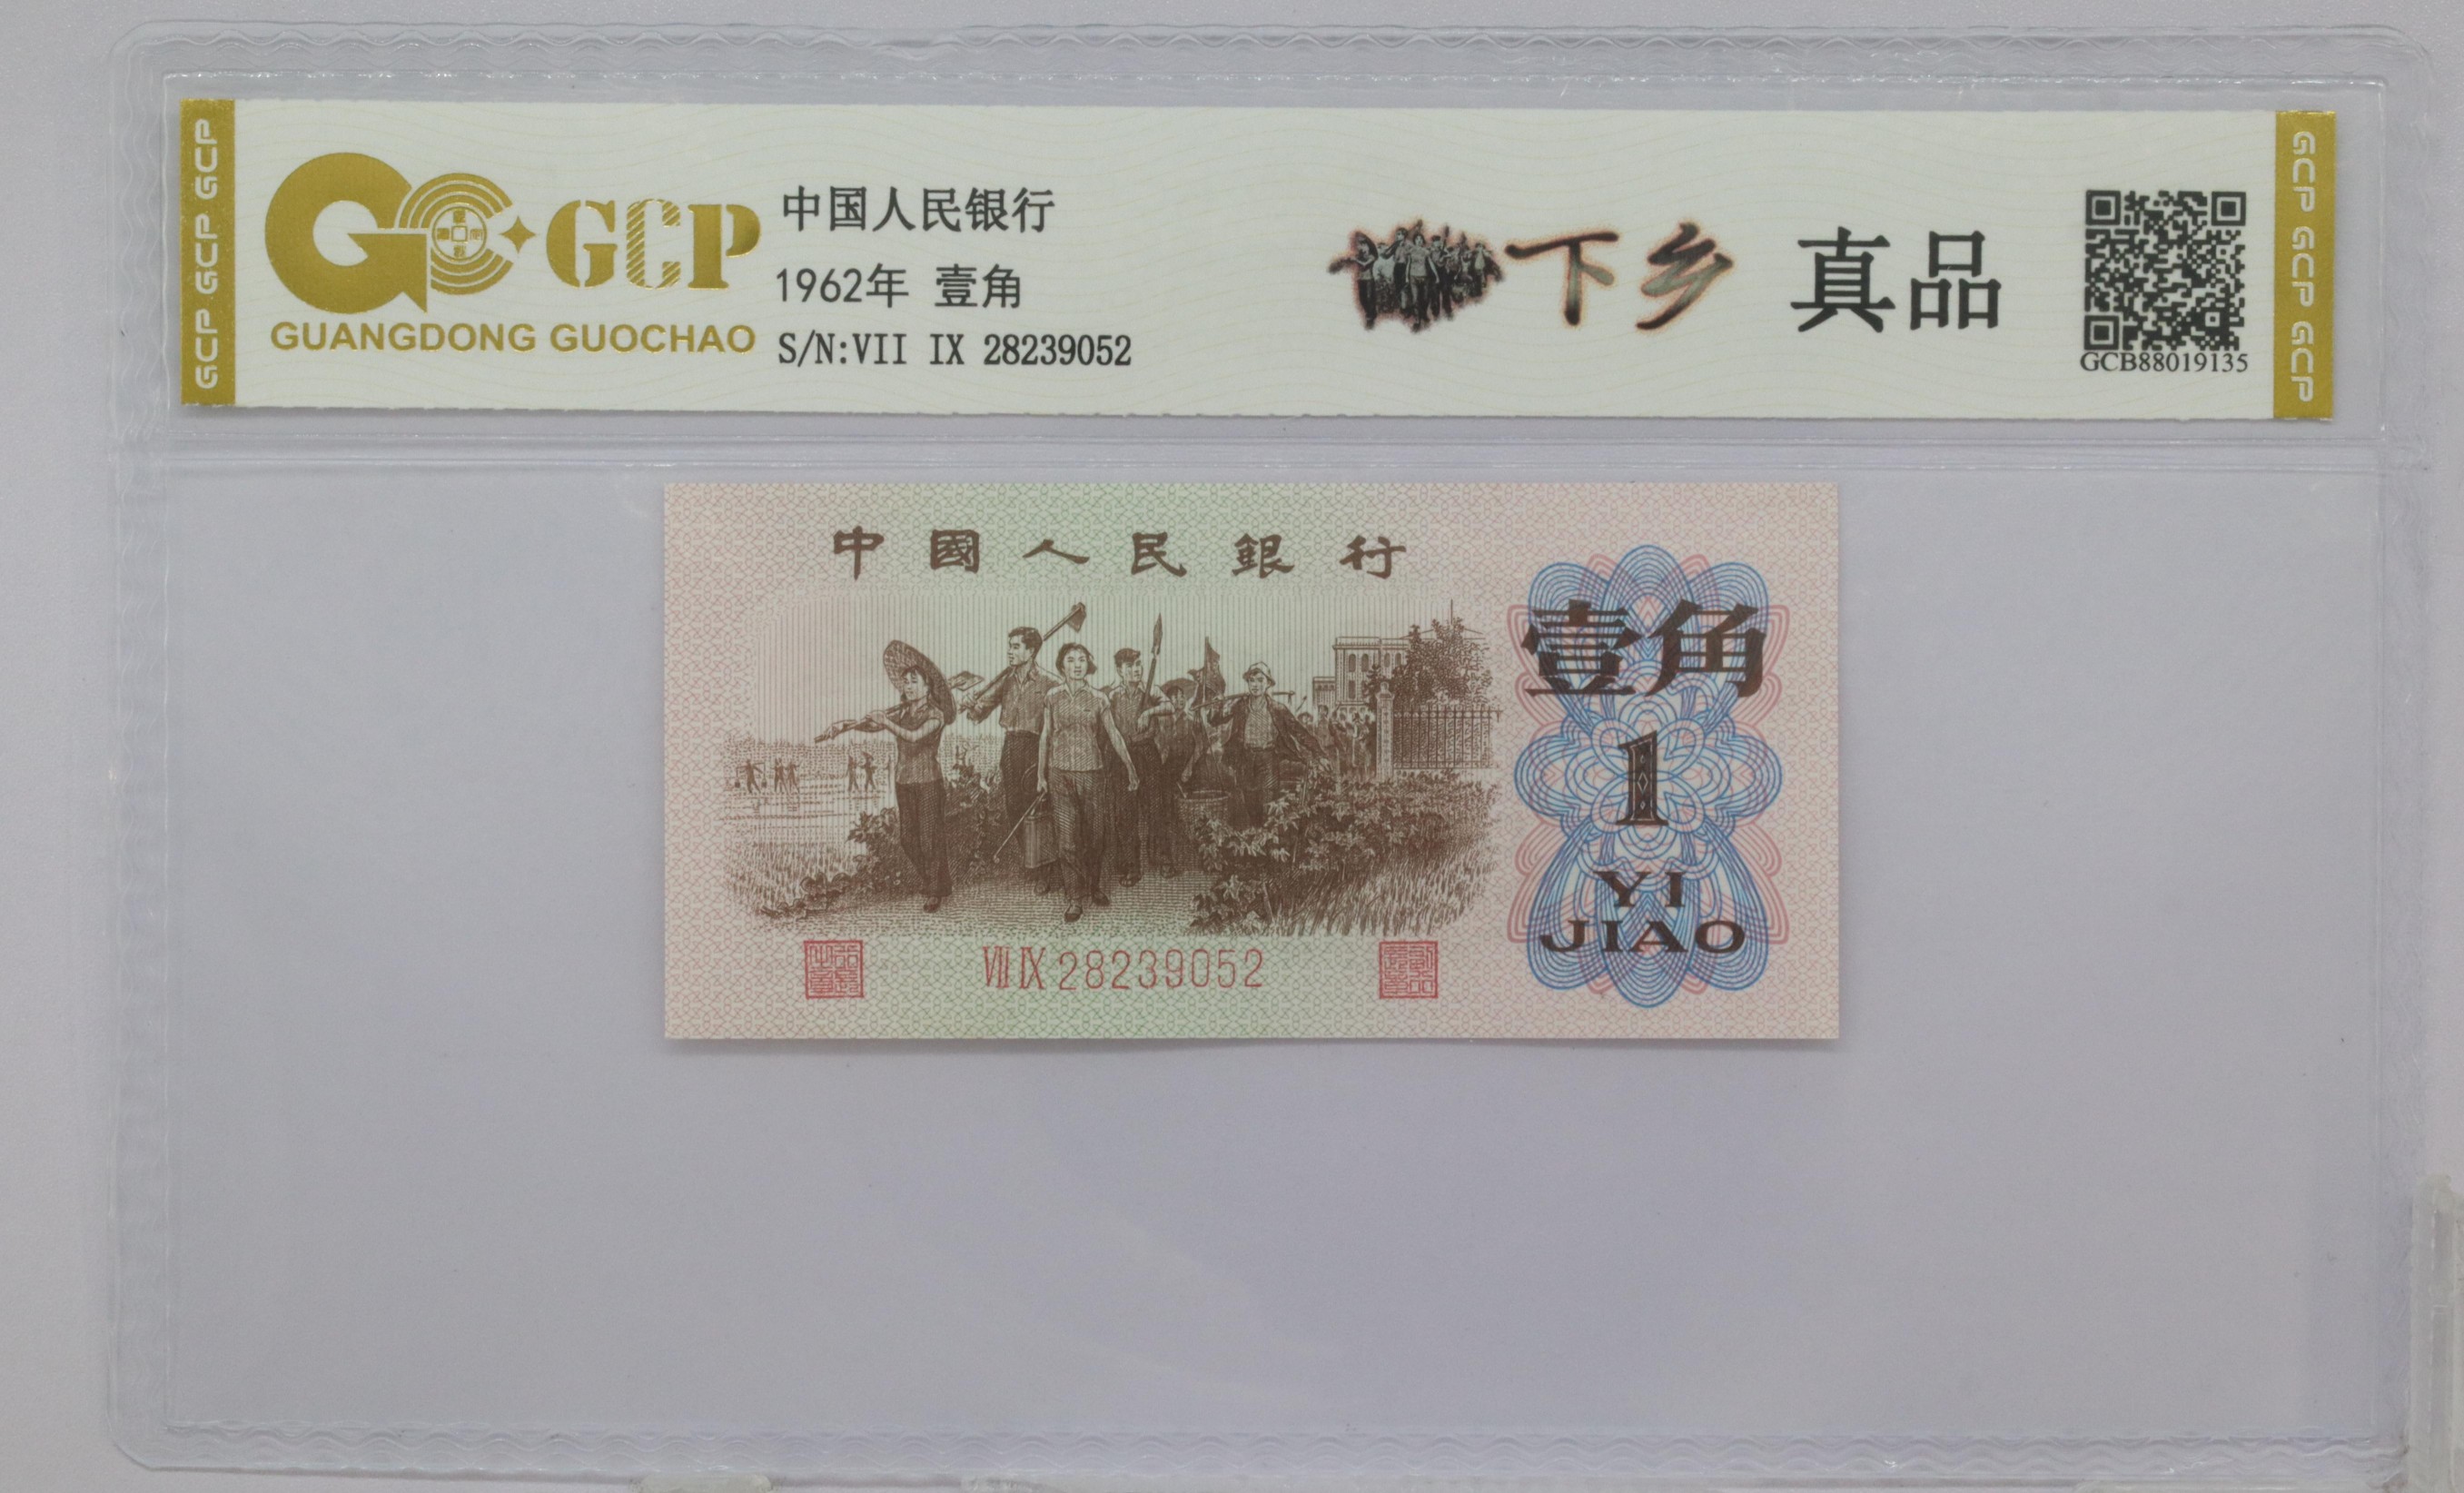 GCP GCP GCP
GCP
GUANGDONG GUOCHAO
中国人民银行
1962年 壹角
S/N:VII IX 28239052
下乡 真品
GCB88019135
GCP GCP GCP
中國人民銀行
壹角
1
YI
JIAO
VII IX 28239052